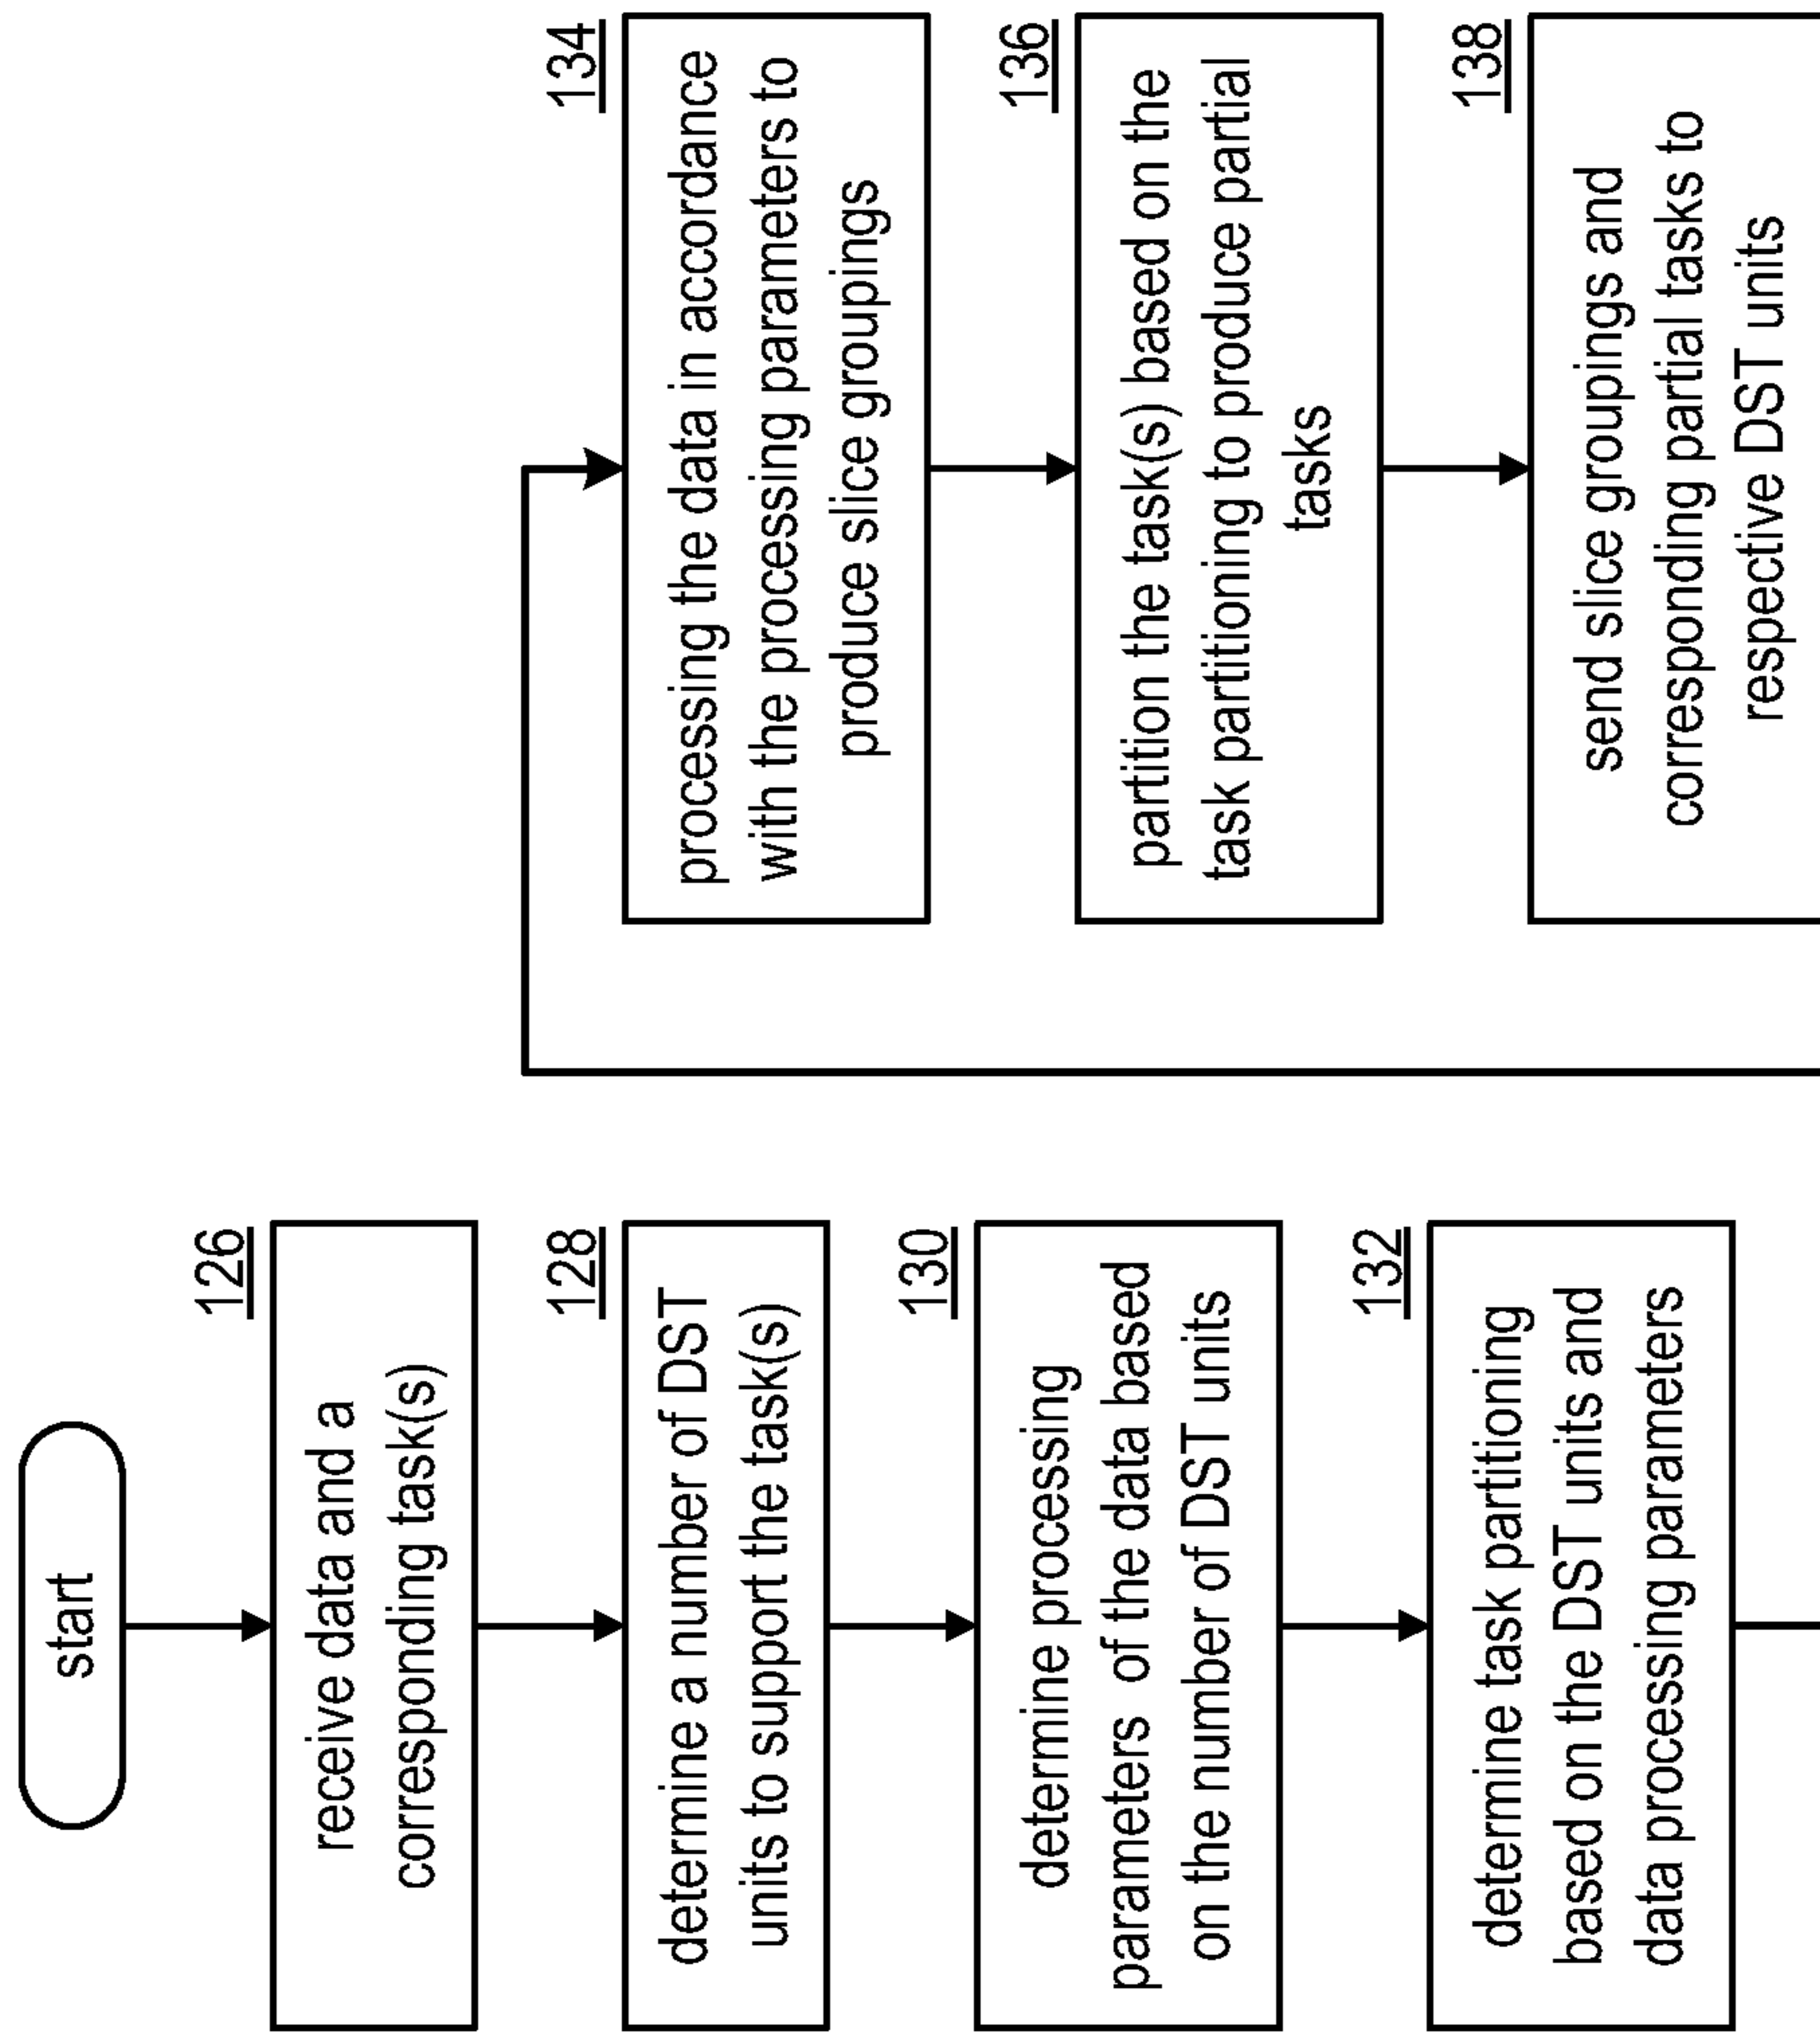 start
126
receive data and a
corresponding task(s)
128
determine a number of DST
units to support the task(s)
130
determine processing
parameters of the data based
on the number of DST units
132
determine task partitioning
based on the DST units and
data processing parameters
134
processing the data in accordance
with the processing parameters to
produce slice groupings
136
partition the task(s) based on the
task partitioning to produce partial
tasks
138
send slice groupings and
corresponding partial tasks to
respective DST units